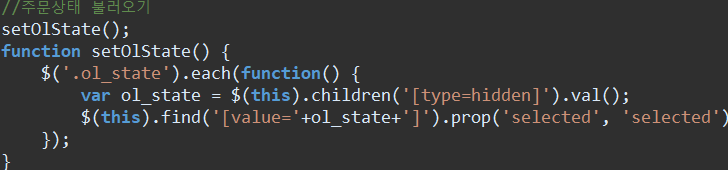 //주문상태 불러오기
setOlState();
function setOlState() {
    $('.ol_state').each(function() {
        var ol_state = $(this).children('[type=hidden]').val();
        $(this).find('[value='+ol_state+']').prop('selected', 'selected')
    });
}